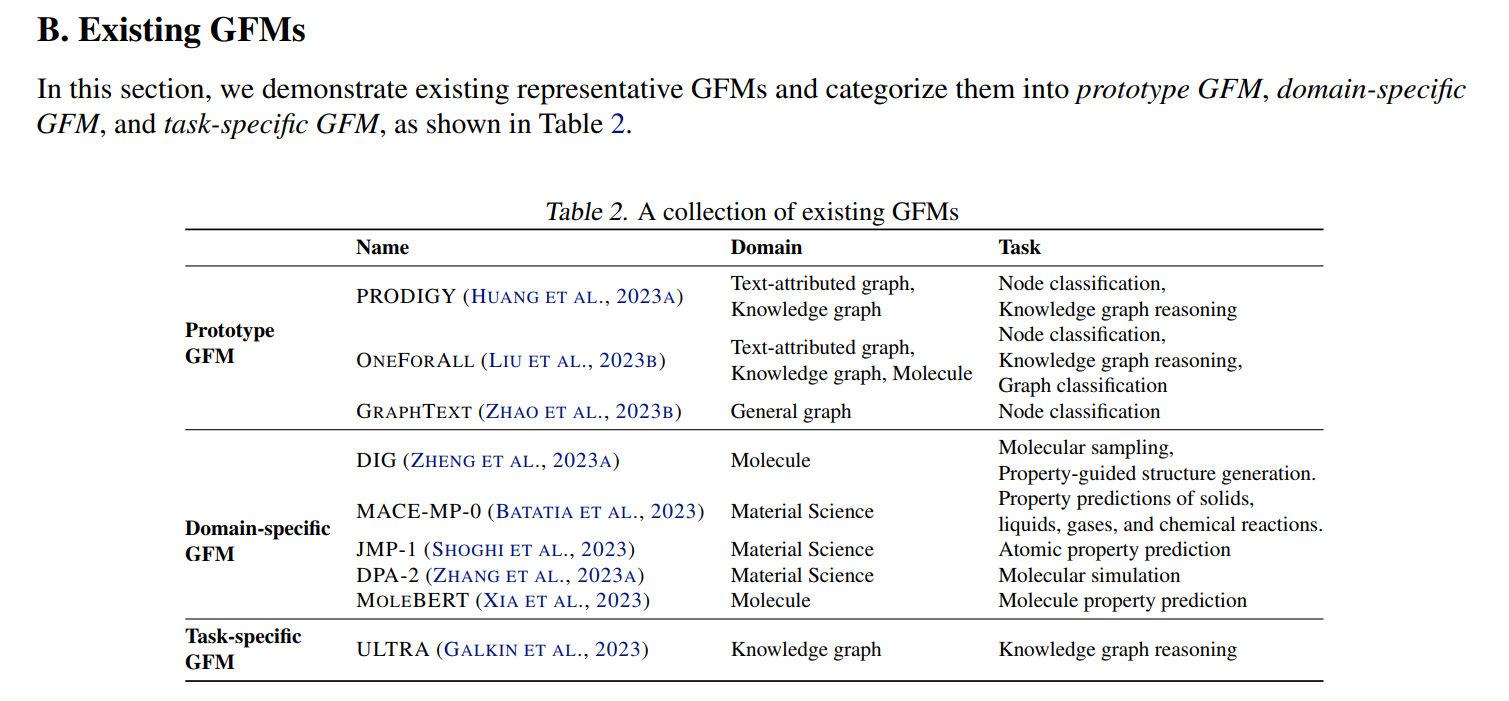 B. Existing GFMs
In this section, we demonstrate existing representative GFMs and categorize them into prototype GFM, domain-specific
GFM, and task-specific GFM, as shown in Table 2.
Table 2. A collection of existing GFMs
Name Domain Task
Prototype
GFM
PRODIGY (HUANG ET AL., 2023A)
Text-attributed graph,
Knowledge graph
Node classification,
Knowledge graph reasoning
ONEFORALL (LIU ET AL., 2023B)
Text-attributed graph,
Knowledge graph, Molecule
Node classification,
Knowledge graph reasoning,
Graph classification
GRAPHTEXT (ZHAO ET AL., 2023B) General graph Node classification
Domain-specific
GFM
DIG (ZHENG ET AL., 2023A) Molecule
Molecular sampling,
Property-guided structure generation.
MACE-MP-0 (BATATIA ET AL., 2023) Material Science
Property predictions of solids,
liquids, gases, and chemical reactions.
JMP-1 (SHOGHI ET AL., 2023) Material Science Atomic property prediction
DPA-2 (ZHANG ET AL., 2023A) Material Science Molecular simulation
MOLEBERT (XIA ET AL., 2023) Molecule Molecule property prediction
Task-specific
GFM
ULTRA (GALKIN ET AL., 2023) Knowledge graph Knowledge graph reasoning